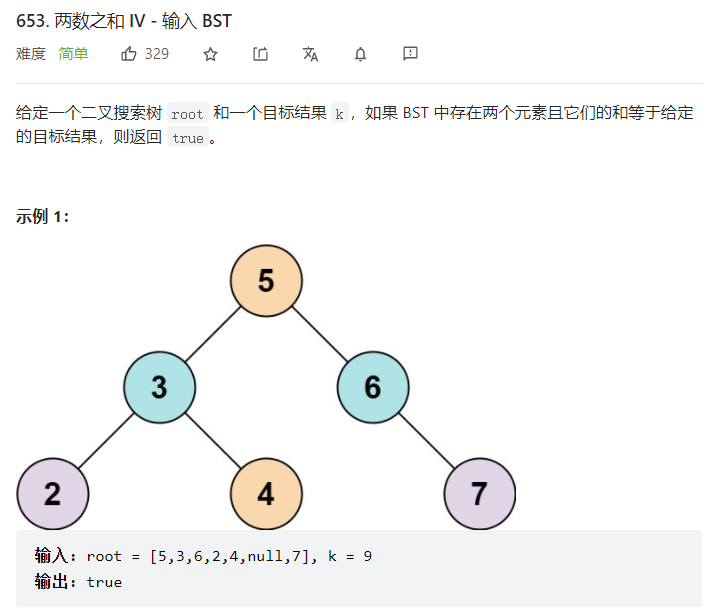 653. 两数之和 IV - 输入 BST
难度 简单 329
给定一个二叉搜索树 root 和一个目标结果 k，如果 BST 中存在两个元素且它们的和等于给定
的目标结果，则返回 true 。
示例 1：
5
3 6
2 4 7
输入: root = [5,3,6,2,4,null,7], k = 9
输出: true